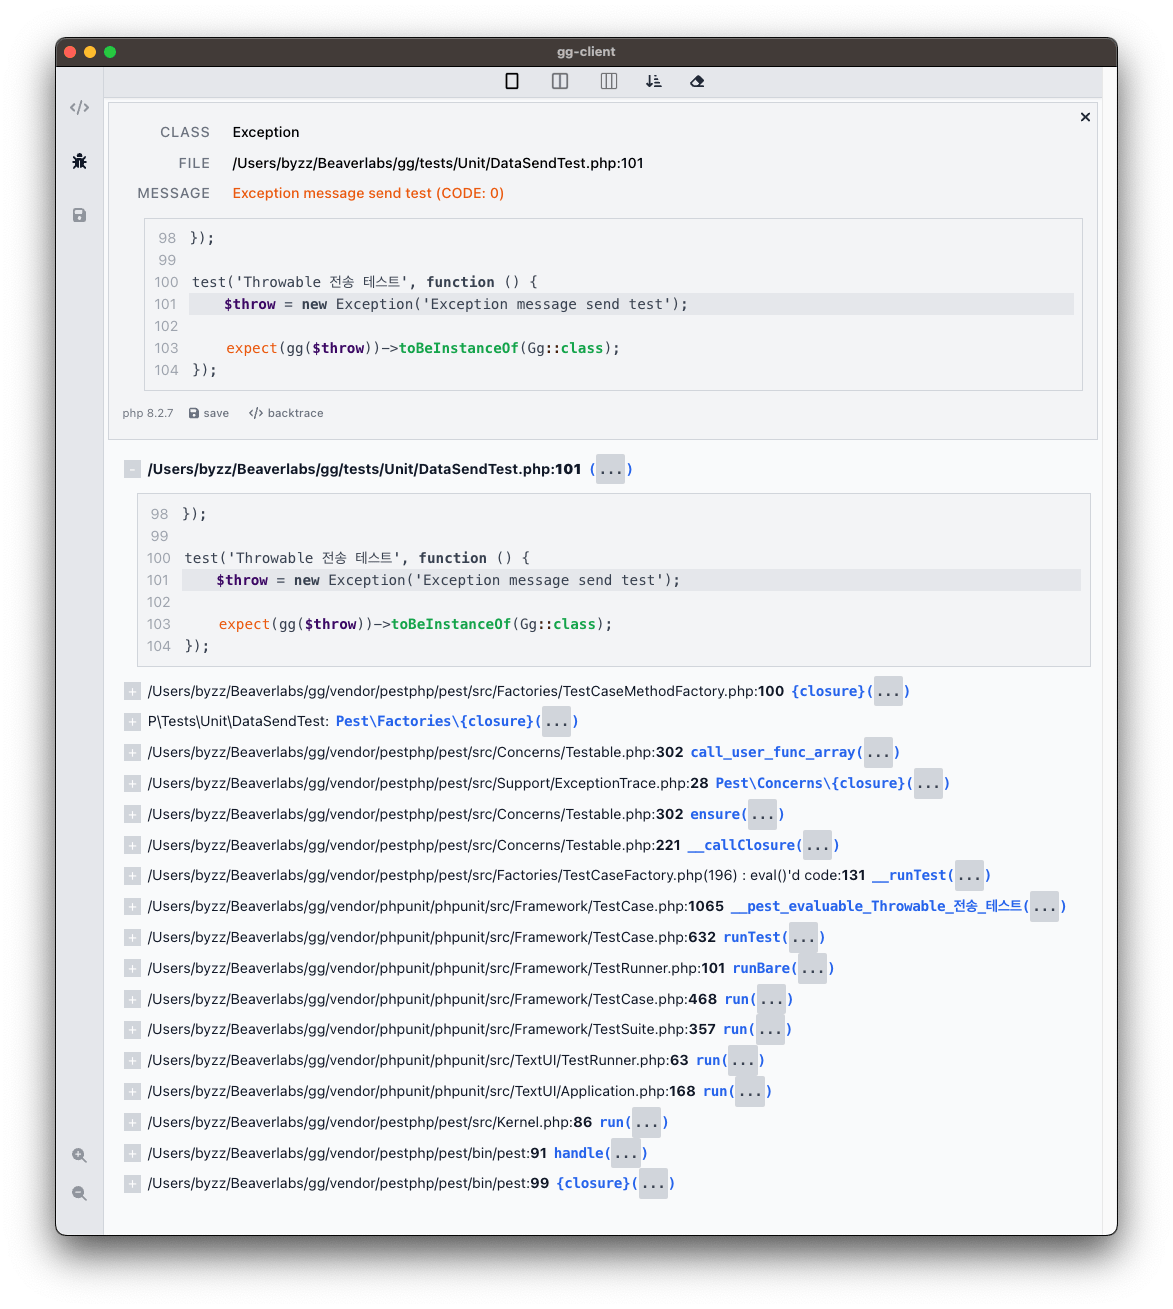 gg-client
CLASS Exception
FILE /Users/byzz/Beaverlabs/gg/tests/Unit/DataSendTest.php:101
MESSAGE Exception message send test (CODE: 0)
98 });
99
100 test('Throwable 전송 테스트', function () {
101 $throw = new Exception('Exception message send test');
102
103 expect(gg($throw))->toBeInstanceOf(Gg::class);
104 });
php 8.2.7 save </> backtrace
- /Users/byzz/Beaverlabs/gg/tests/Unit/DataSendTest.php:101 (...)
98 });
99
100 test('Throwable 전송 테스트', function () {
101 $throw = new Exception('Exception message send test');
102
103 expect(gg($throw))->toBeInstanceOf(Gg::class);
104 });
+ /Users/byzz/Beaverlabs/gg/vendor/pestphp/pest/src/Factories/TestCaseMethodFactory.php:100 {closure}(...)
+ P\Tests\Unit\DataSendTest: Pest\Factories\{closure}(...)
+ /Users/byzz/Beaverlabs/gg/vendor/pestphp/pest/src/Concerns/Testable.php:302 call_user_func_array(...)
+ /Users/byzz/Beaverlabs/gg/vendor/pestphp/pest/src/Support/ExceptionTrace.php:28 Pest\Concerns\{closure}(...)
+ /Users/byzz/Beaverlabs/gg/vendor/pestphp/pest/src/Concerns/Testable.php:302 ensure(...)
+ /Users/byzz/Beaverlabs/gg/vendor/pestphp/pest/src/Concerns/Testable.php:221 __callClosure(...)
+ /Users/byzz/Beaverlabs/gg/vendor/pestphp/pest/src/Factories/TestCaseFactory.php(196) : eval()'d code:131 __runTest(...)
+ /Users/byzz/Beaverlabs/gg/vendor/phpunit/phpunit/src/Framework/TestCase.php:1065 __pest_evaluable_Throwable_전송_테스트(...)
+ /Users/byzz/Beaverlabs/gg/vendor/phpunit/phpunit/src/Framework/TestCase.php:632 runTest(...)
+ /Users/byzz/Beaverlabs/gg/vendor/phpunit/phpunit/src/Framework/TestRunner.php:101 runBare(...)
+ /Users/byzz/Beaverlabs/gg/vendor/phpunit/phpunit/src/Framework/TestCase.php:468 run(...)
+ /Users/byzz/Beaverlabs/gg/vendor/phpunit/phpunit/src/Framework/TestSuite.php:357 run(...)
+ /Users/byzz/Beaverlabs/gg/vendor/phpunit/phpunit/src/TextUI/TestRunner.php:63 run(...)
+ /Users/byzz/Beaverlabs/gg/vendor/phpunit/phpunit/src/TextUI/Application.php:168 run(...)
+ /Users/byzz/Beaverlabs/gg/vendor/pestphp/pest/src/Kernel.php:86 run(...)
+ /Users/byzz/Beaverlabs/gg/vendor/pestphp/pest/bin/pest:91 handle(...)
+ /Users/byzz/Beaverlabs/gg/vendor/pestphp/pest/bin/pest:99 {closure}(...)